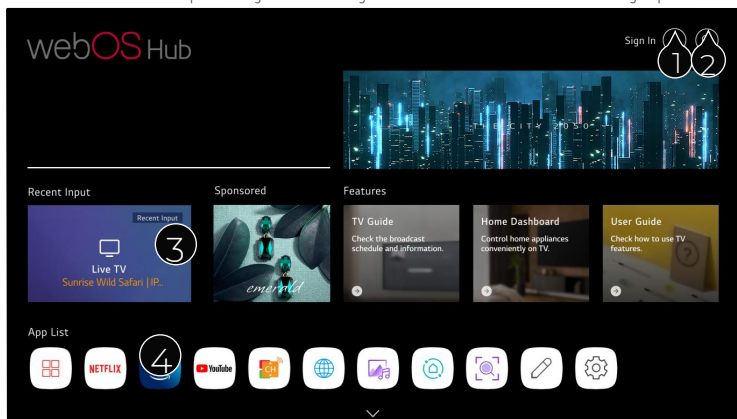 webOS Hub
Sign In
1
2
THE CITY 2050
Recent Input
Sponsored
Features
Recent Input
3
Live TV
Sunrise Wild Safari | IP..
emerald
TV Guide
Check the broadcast
schedule and information.
Home Dashboard
Control home appliances
conveniently on TV.
User Guide
Check how to use TV
features.
App List
NETFLIX
4
YouTube
CH